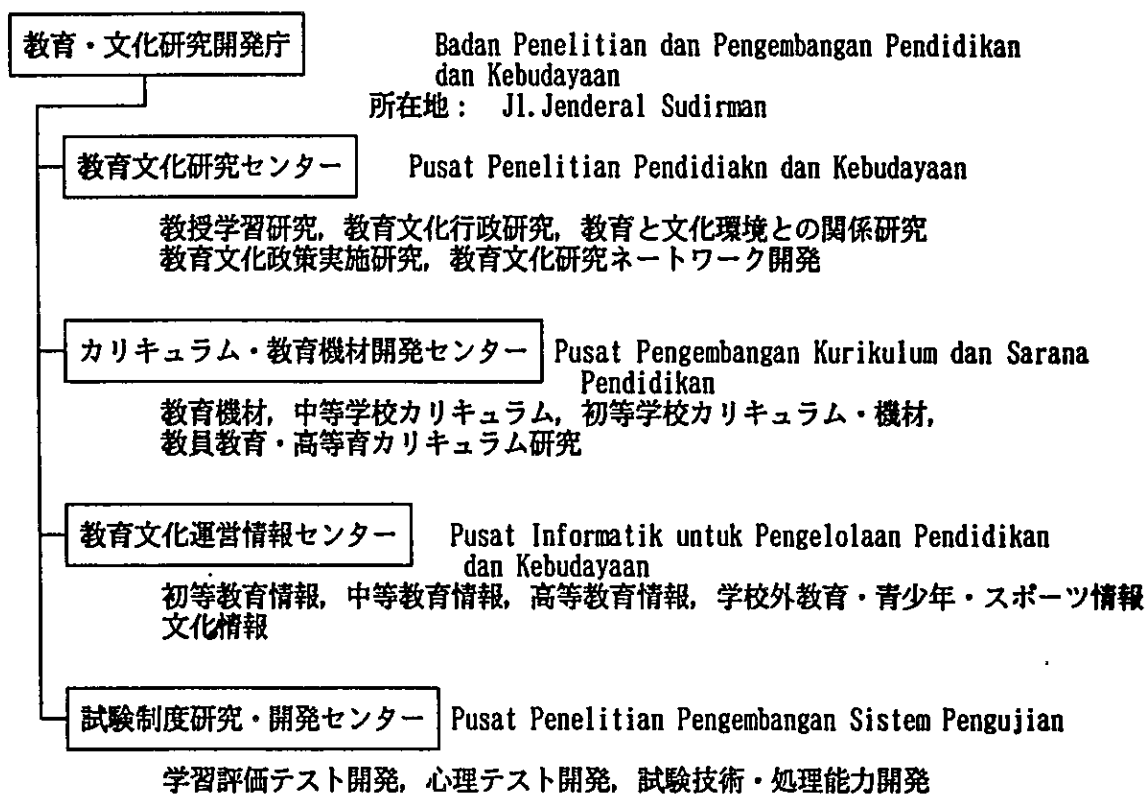 教育・文化研究開発庁
Badan Penelitian dan Pengembangan Pendidikan
dan Kebudayaan
所在地： Jl.Jenderal Sudirman
教育文化研究センター Pusat Penelitian Pendidiakn dan Kebudayaan
教授学習研究，教育文化行政研究，教育と文化環境との関係研究
教育文化政策実施研究，教育文化研究ネートワーク開発
カリキュラム・教育機材開発センター Pusat Pengembangan Kurikulum dan Sarana
Pendidikan
教育機材，中等学校カリキュラム，初等学校カリキュラム・機材，
教員教育・高等育カリキュラム研究
教育文化運営情報センター Pusat Informatik untuk Pengelolaan Pendidikan
dan Kebudayaan
初等教育情報，中等教育情報，高等教育情報，学校外教育・青少年・スポーツ情報
文化情報
試験制度研究・開発センター Pusat Penelitian Pengembangan Sistem Pengujian
学習評価テスト開発，心理テスト開発，試験技術・処理能力開発